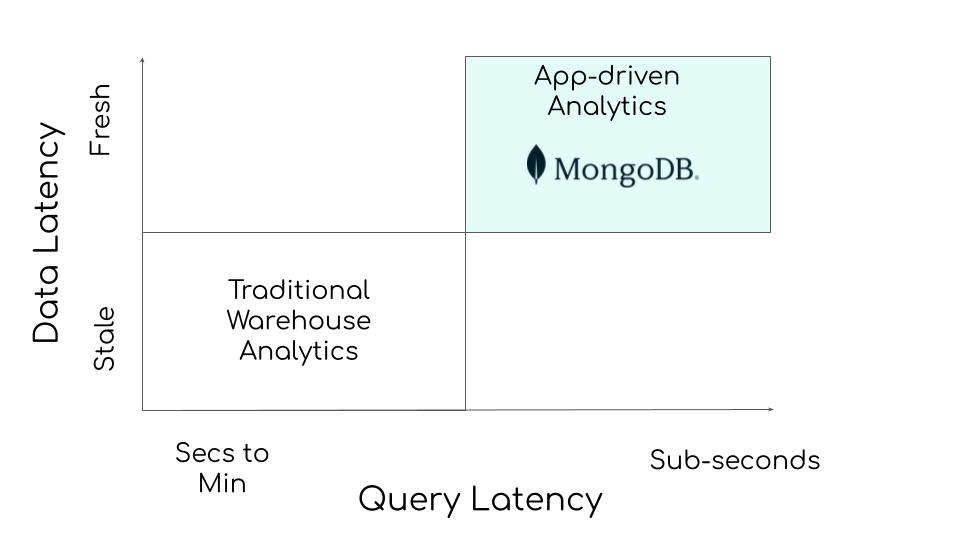 App-driven
Analytics
MongoDB.
Fresh
Data Latency
Stale
Traditional
Warehouse
Analytics
Secs to
Min
Sub-seconds
Query Latency